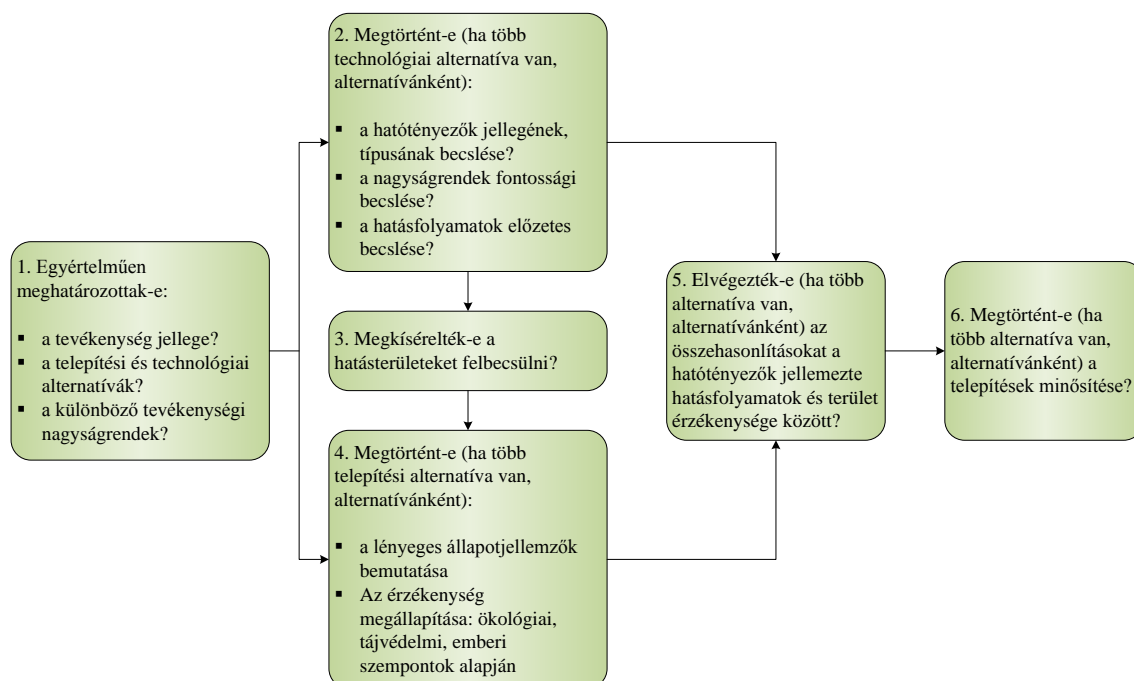 1. Egyértelműen
meghatározottak-e:
▪ a tevékenység jellege?
▪ a telepítési és technológiai
alternatívák?
▪ a különböző tevékenységi
nagyságrendek?
2. Megtörtént-e (ha több
technológiai alternatíva van,
alternatívánként):
▪ a hatótényezők jellegének,
típusának becslése?
▪ a nagyságrendek fontossági
becslése?
▪ a hatásfolyamatok előzetes
becslése?
3. Megkísérelték-e a
hatásterületeket felbecsülni?
4. Megtörtént-e (ha több
telepítési alternatíva van,
alternatívánként):
▪ a lényeges állapotjellemzők
bemutatása
▪ Az érzékenység
megállapítása: ökológiai,
tájvédelmi, emberi
szempontok alapján
5. Elvégezték-e (ha több
alternatíva van,
alternatívánként) az
összehasonlításokat a
hatótényezők jellemezte
hatásfolyamatok és terület
érzékenysége között?
6. Megtörtént-e (ha
több alternatíva van,
alternatívánként) a
telepítések minősítése?